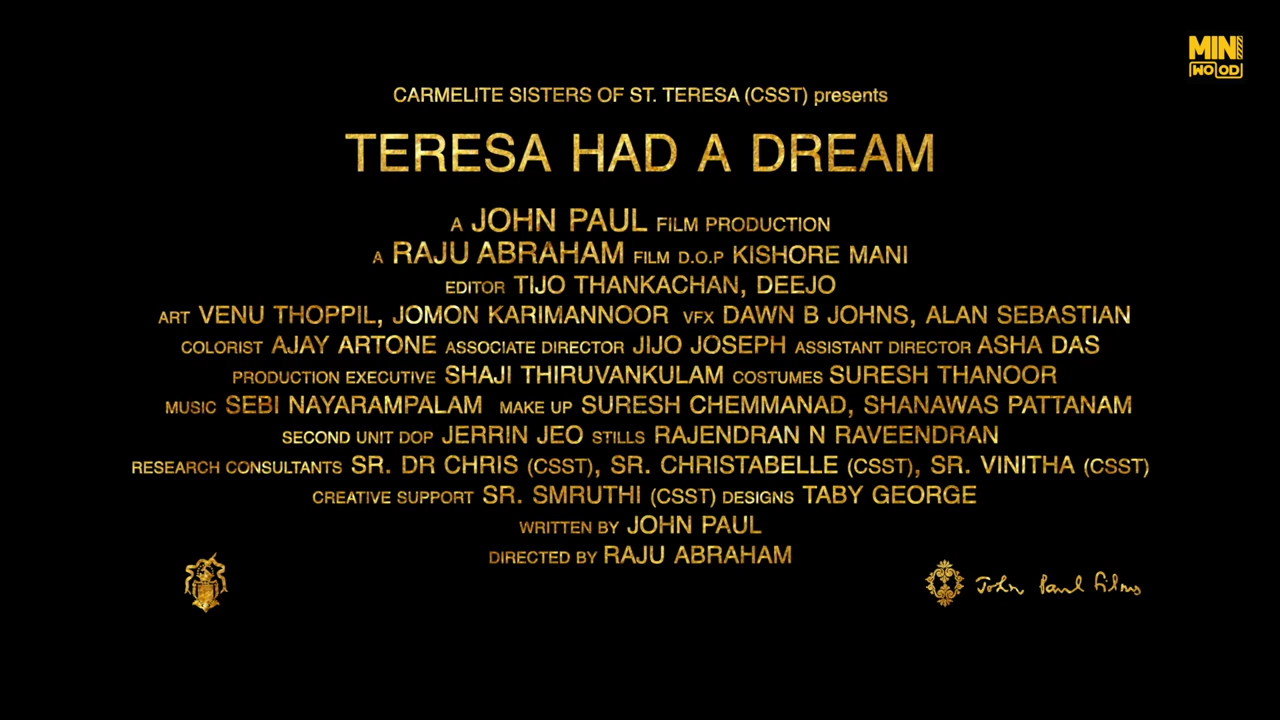 MINI
WOOD
CARMELITE SISTERS OF ST. TERESA (CSST) presents
TERESA HAD A DREAM
A JOHN PAUL FILM PRODUCTION
A RAJU ABRAHAM FILM D.O.P KISHORE MANI
EDITOR TIJO THANKACHAN, DEEJO
ART VENU THOPPIL, JOMON KARIMANNOOR VFX DAWN B JOHNS, ALAN SEBASTIAN
COLORIST AJAY ARTONE ASSOCIATE DIRECTOR JIJO JOSEPH ASSISTANT DIRECTOR ASHA DAS
PRODUCTION EXECUTIVE SHAJI THIRUVANKULAM COSTUMES SURESH THANOOR
MUSIC SEBI NAYARAMPALAM MAKE UP SURESH CHEMMANAD, SHANAWAS PATTANAM
SECOND UNIT DOP JERRIN JEO STILLS RAJENDRAN N RAVEENDRAN
RESEARCH CONSULTANTS SR. DR CHRIS (CSST), SR. CHRISTABELLE (CSST), SR. VINITHA (CSST)
CREATIVE SUPPORT SR. SMRUTHI (CSST) DESIGNS TABY GEORGE
WRITTEN BY JOHN PAUL
DIRECTED BY RAJU ABRAHAM
John Paul Films